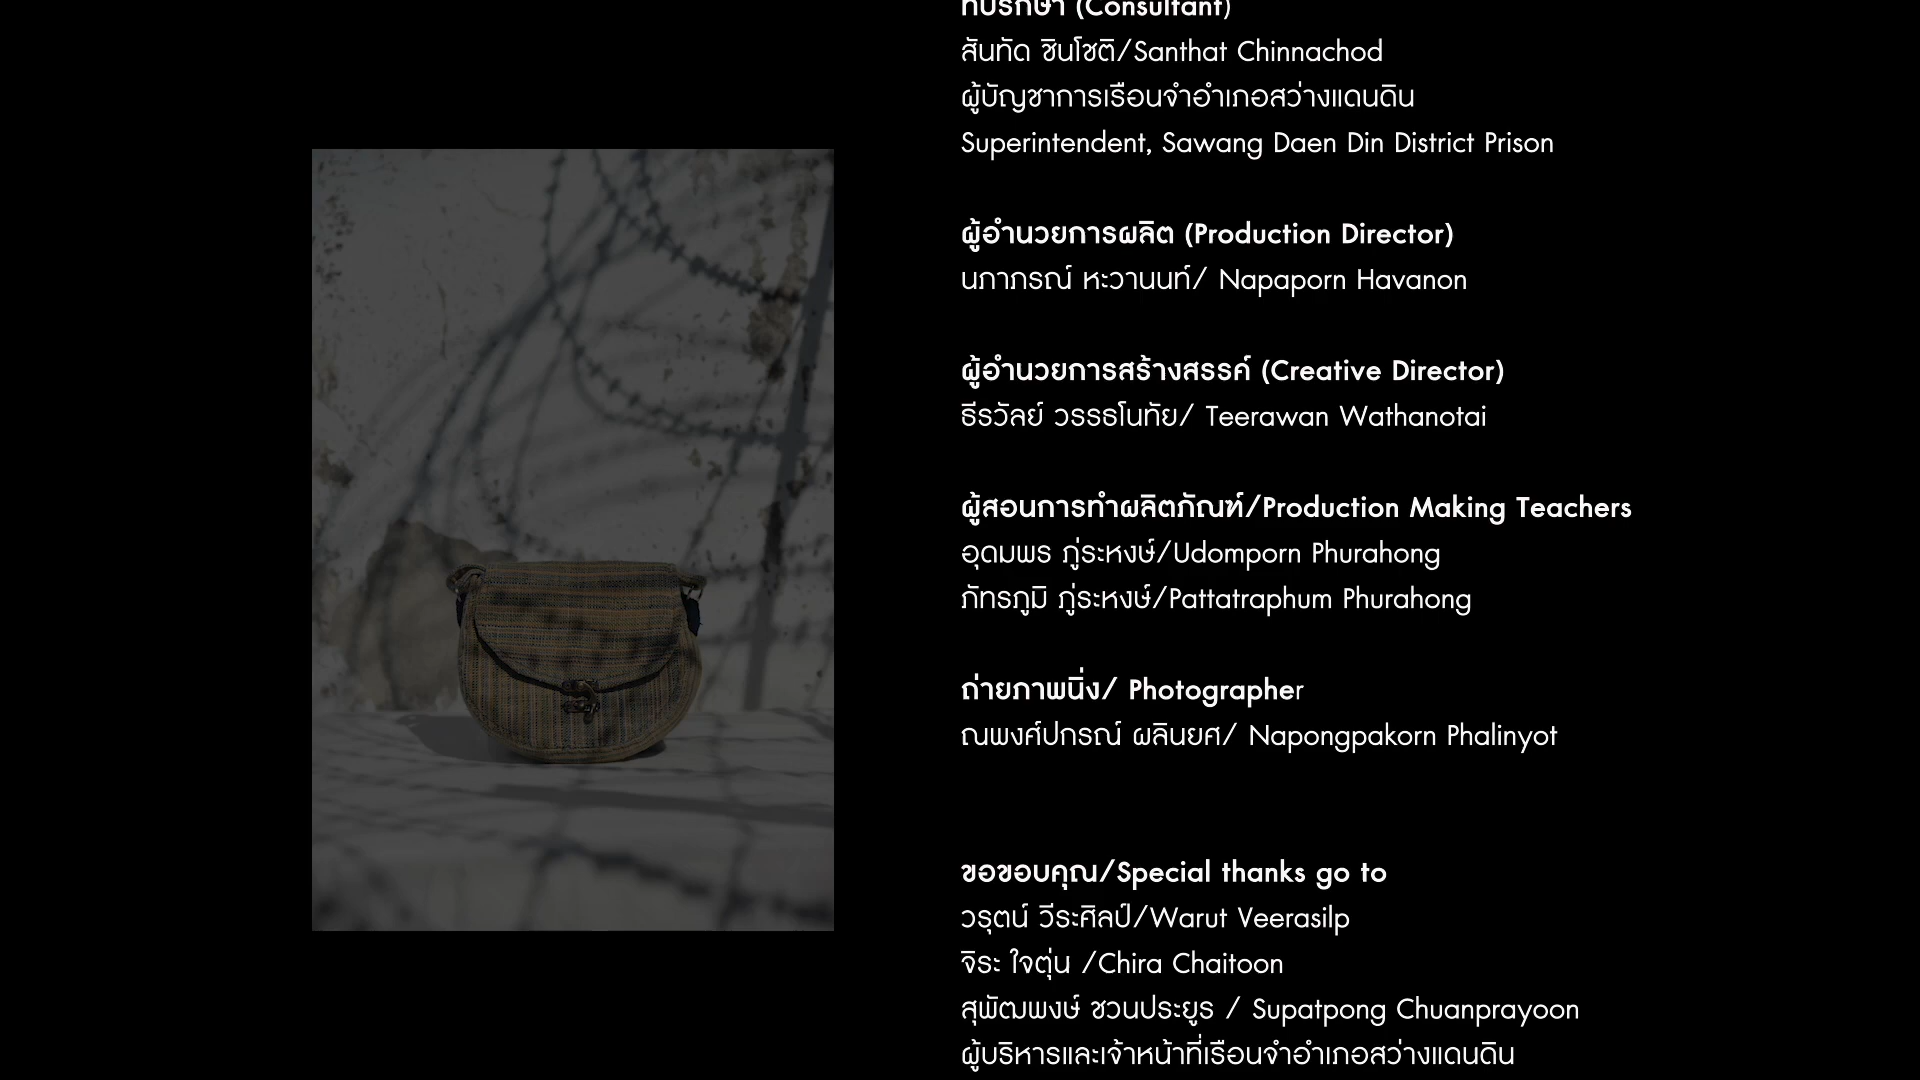 ที่ปรึกษา (Consultant)
สันทัด ชินโชติ/Santhat Chinnachod
ผู้บัญชาการเรือนจำอำเภอสว่างแดนดิน
Superintendent, Sawang Daen Din District Prison
ผู้อำนวยการผลิต (Production Director)
นภาภรณ์ หะวานนท์/ Napaporn Havanon
ผู้อำนวยการสร้างสรรค์ (Creative Director)
ธีรวัลย์ วรรธโนทัย/ Teerawan Wathanotai
ผู้สอนการทำผลิตภัณฑ์/Production Making Teachers
อุดมพร ภู่ระหงษ์/Udomporn Phurahong
ภัทรภูมิ ภู่ระหงษ์/Pattatraphum Phurahong
ถ่ายภาพนิ่ง/ Photographer
ณพงศ์ปกรณ์ ผลินยศ/ Napongpakorn Phalinyot
ขอขอบคุณ/Special thanks go to
วรุตน์ วีระศิลป์/Warut Veerasilp
จิระ ใจตุ่น /Chira Chaitoon
สุพัฒพงษ์ ชวนประยูร / Supatpong Chuanprayoon
ผู้บริหารและเจ้าหน้าที่เรือนจำอำเภอสว่างแดนดิน